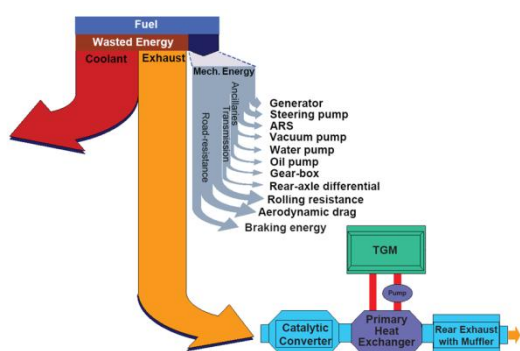 Fuel
Wasted Energy
Coolant
Exhaust
Mech. Energy
Ancillaries
Transmission
Road-resistance
Generator
Steering pump
ARS
Vacuum pump
Water pump
Oil pump
Gear-box
Rear-axle differential
Rolling resistance
Aerodynamic drag
Braking energy
TGM
Pump
Catalytic
Converter
Primary
Heat
Exchanger
Rear Exhaust
with Muffler